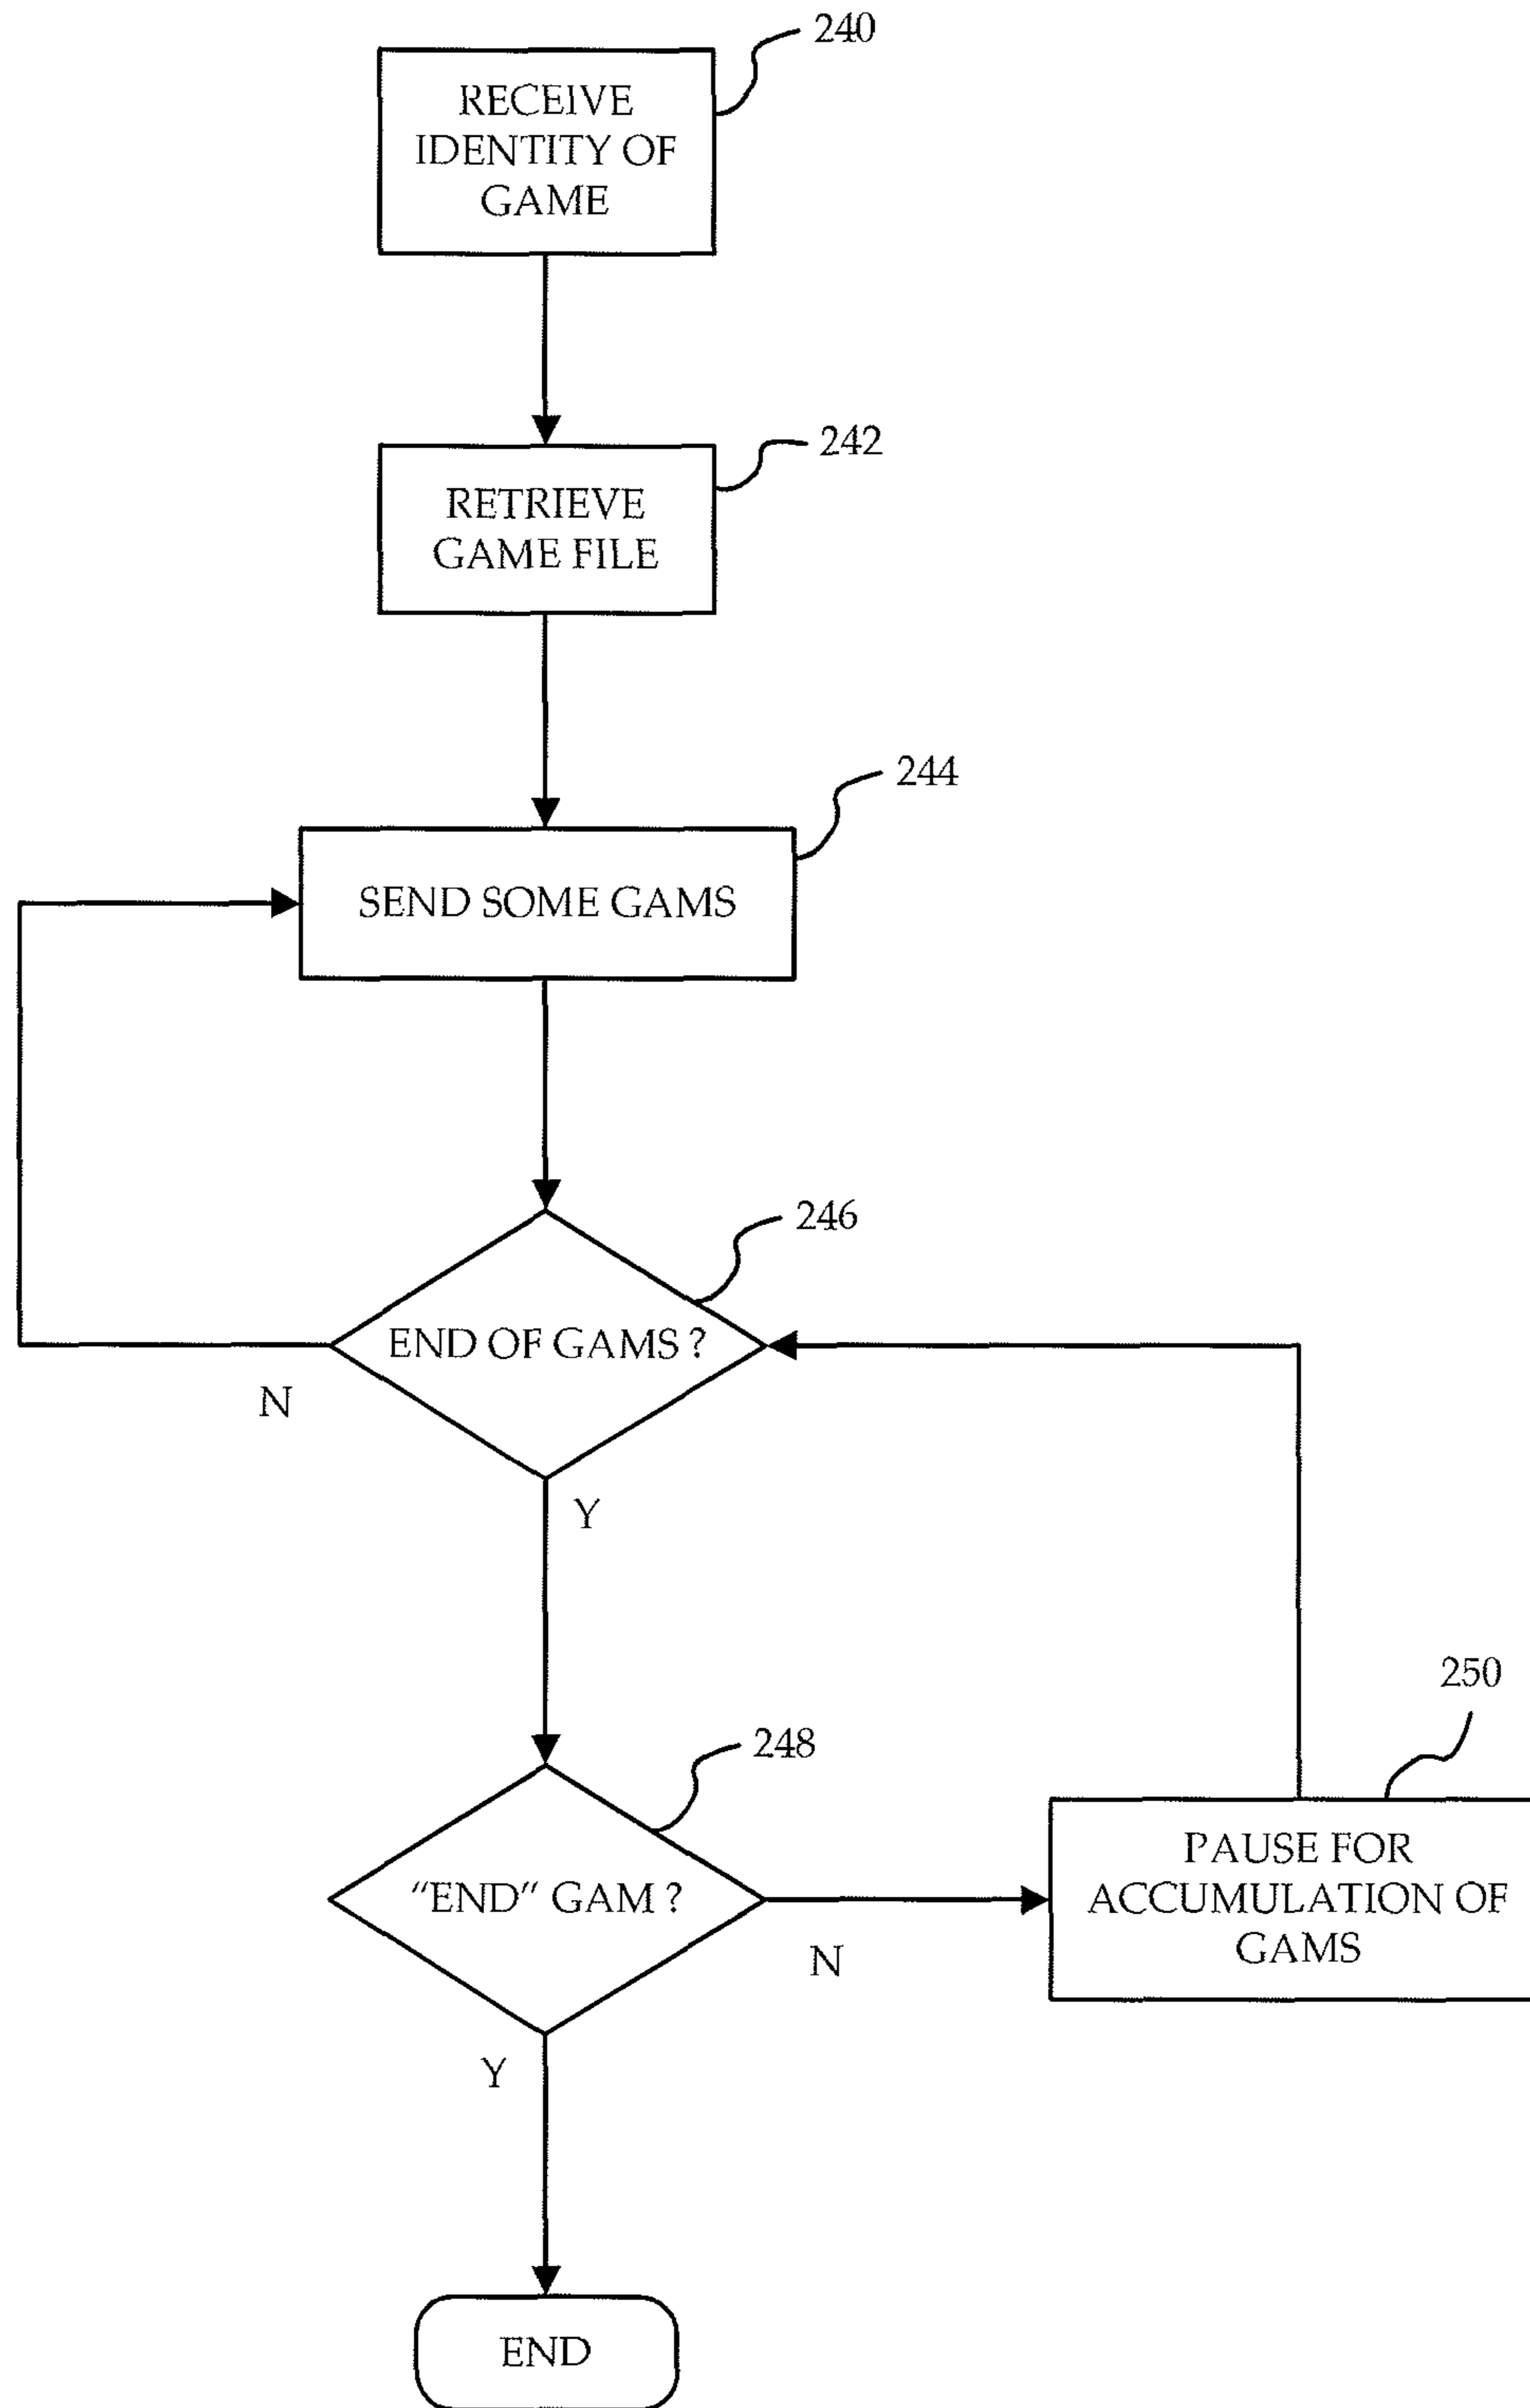 240
RECEIVE
IDENTITY OF
GAME
242
RETRIEVE
GAME FILE
244
SEND SOME GAMS
246
END OF GAMS ?
N
Y
248
250
"END" GAM ?
N
PAUSE FOR
ACCUMULATION OF
GAMS
Y
END